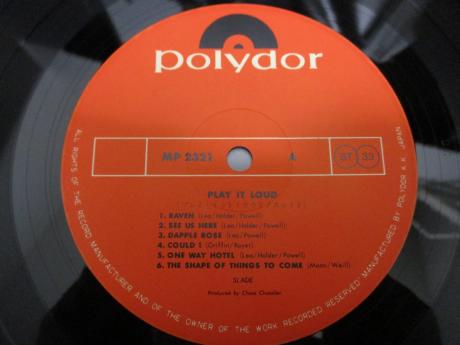 polydor
MP 2321 A ST 33
PLAY IT LOUD
1. RAVEN (Lea/Holder/Powell)
2. SEE US HERE (Lea/Holder/Powell)
3. DAPPLE ROSE (Lea/Powell)
4. COULD I (Griffin/Royer)
5. ONE WAY HOTEL (Lea/Holder/Powell)
6. THE SHAPE OF THINGS TO COME (Mann/Weill)
SLADE
Produced by Chass Chandler
ALL RIGHTS OF THE RECORD MANUFACTURER AND OF THE OWNER OF THE WORK RECORDED RESERVED · MANUFACTURED BY POLYDOR K.K. JAPAN